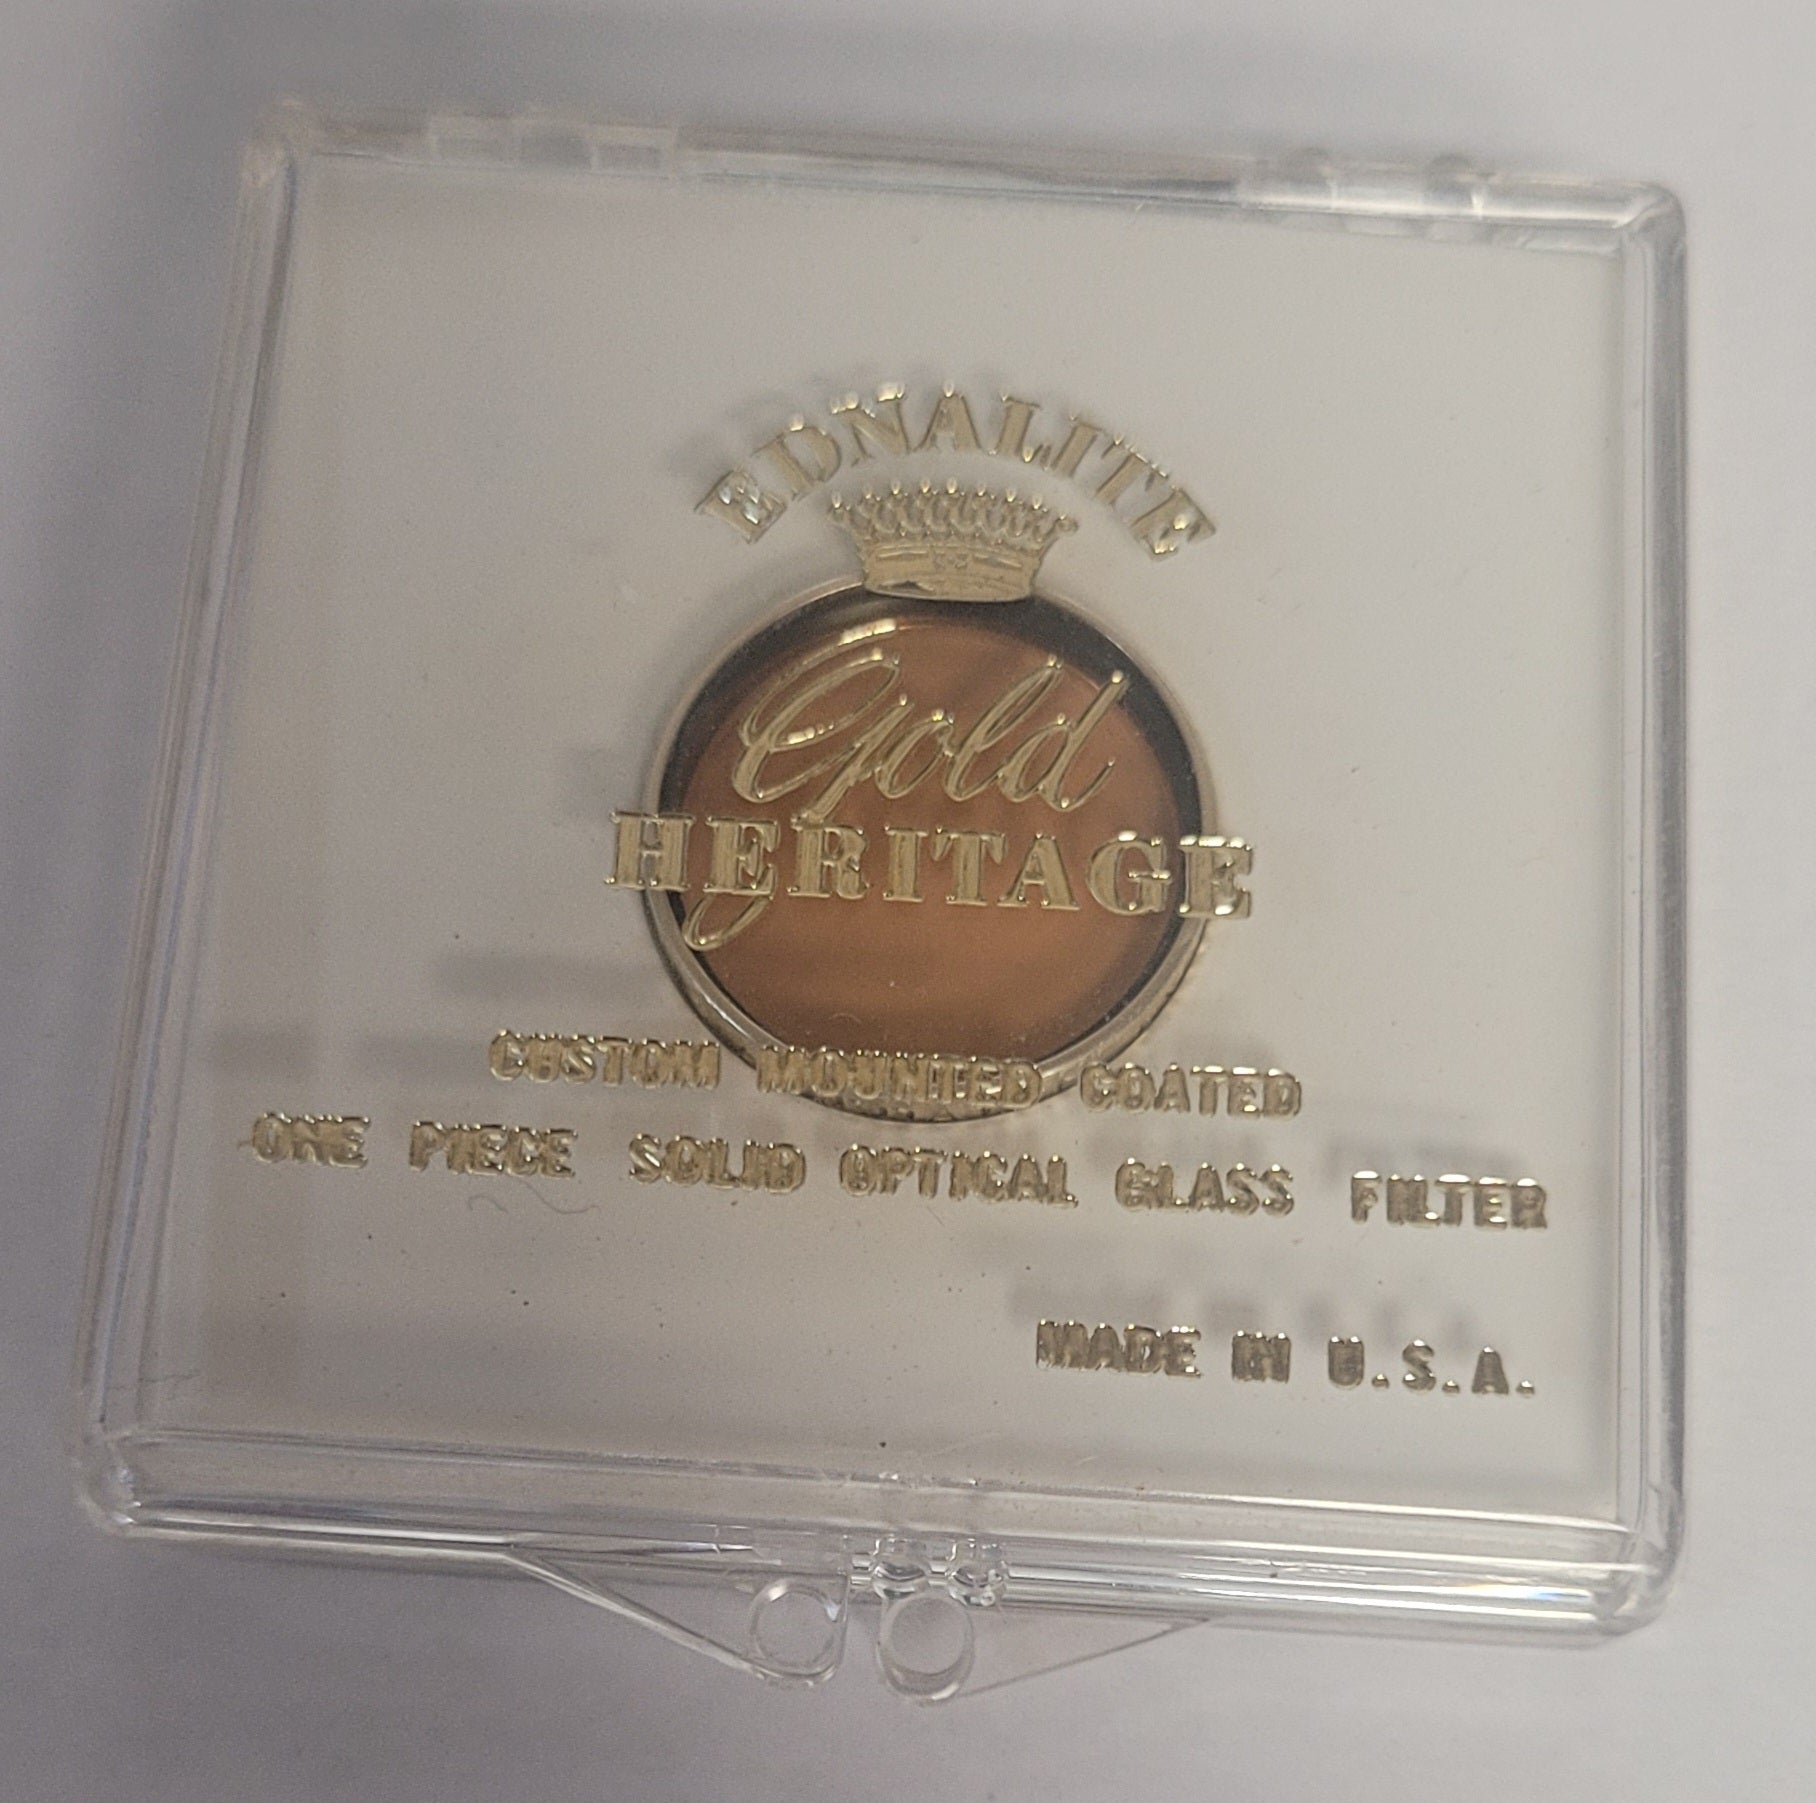 EDNALITE
Gold
HERITAGE
CUSTOM MOUNTED COATED
ONE PIECE SOLID OPTICAL GLASS FILTER
MADE IN U.S.A.